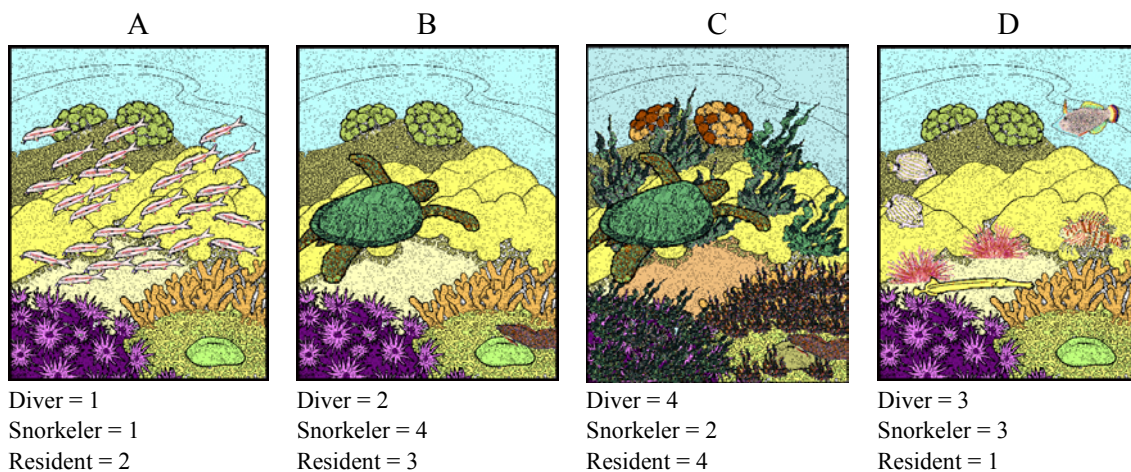 A
B
C
D
Diver = 1
Snorkeler = 1
Resident = 2
Diver = 2
Snorkeler = 4
Resident = 3
Diver = 4
Snorkeler = 2
Resident = 4
Diver = 3
Snorkeler = 3
Resident = 1